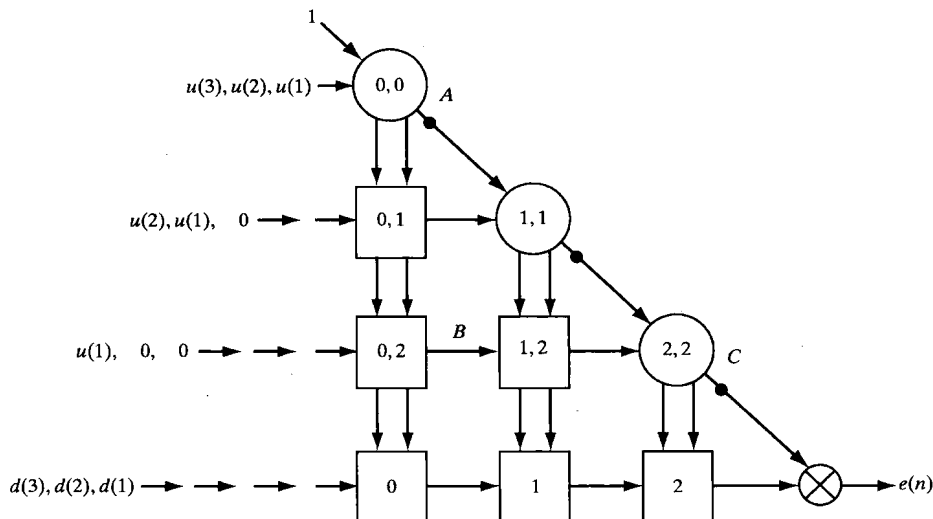 1
u(3), u(2), u(1)
0, 0
A
u(2), u(1), 0
0, 1
1, 1
B
u(1), 0, 0
0, 2
1, 2
2, 2
C
d(3), d(2), d(1)
0
1
2
e(n)